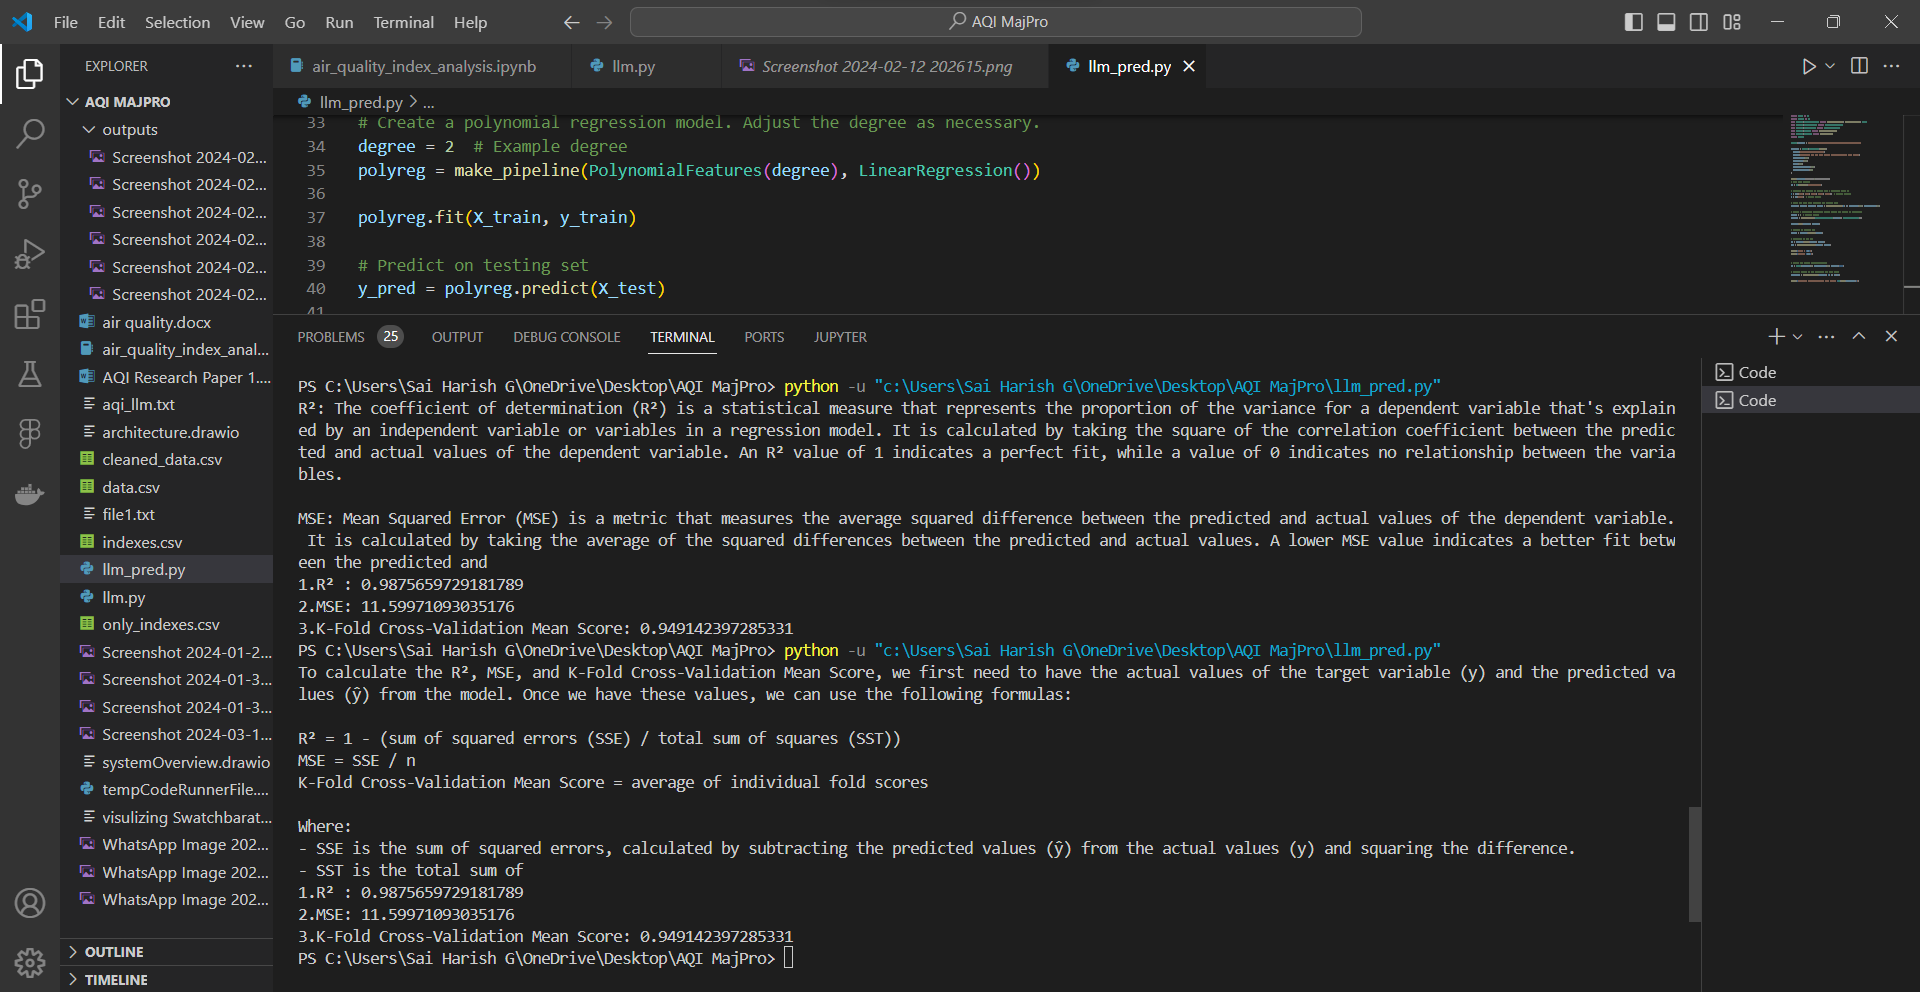 File Edit Selection View Go Run Terminal Help
AQI MajPro
EXPLORER
AQI MAJPRO
outputs
Screenshot 2024-02...
Screenshot 2024-02...
Screenshot 2024-02...
Screenshot 2024-02...
Screenshot 2024-02...
Screenshot 2024-02...
air quality.docx
air_quality_index_anal...
AQI Research Paper 1....
aqi_llm.txt
architecture.drawio
cleaned_data.csv
data.csv
file1.txt
indexes.csv
llm_pred.py
llm.py
only_indexes.csv
Screenshot 2024-01-2...
Screenshot 2024-01-3...
Screenshot 2024-01-3...
Screenshot 2024-03-1...
systemOverview.drawio
tempCodeRunnerFile....
visulizing Swatchbarat...
WhatsApp Image 202...
WhatsApp Image 202...
WhatsApp Image 202...
OUTLINE
TIMELINE
air_quality_index_analysis.ipynb llm.py Screenshot 2024-02-12 202615.png llm_pred.py
llm_pred.py > ...
33 # Create a polynomial regression model. Adjust the degree as necessary.
34 degree = 2 # Example degree
35 polyreg = make_pipeline(PolynomialFeatures(degree), LinearRegression())
36
37 polyreg.fit(X_train, y_train)
38
39 # Predict on testing set
40 y_pred = polyreg.predict(X_test)
41
PROBLEMS 25 OUTPUT DEBUG CONSOLE TERMINAL PORTS JUPYTER
PS C:\Users\Sai Harish G\OneDrive\Desktop\AQI MajPro> python -u "c:\Users\Sai Harish G\OneDrive\Desktop\AQI MajPro\llm_pred.py"
R²: The coefficient of determination (R²) is a statistical measure that represents the proportion of the variance for a dependent variable that's explain
ed by an independent variable or variables in a regression model. It is calculated by taking the square of the correlation coefficient between the predic
ted and actual values of the dependent variable. An R² value of 1 indicates a perfect fit, while a value of 0 indicates no relationship between the varia
bles.
MSE: Mean Squared Error (MSE) is a metric that measures the average squared difference between the predicted and actual values of the dependent variable.
It is calculated by taking the average of the squared differences between the predicted and actual values. A lower MSE value indicates a better fit betw
een the predicted and
1.R² : 0.9875659729181789
2.MSE: 11.59971093035176
3.K-Fold Cross-Validation Mean Score: 0.949142397285331
PS C:\Users\Sai Harish G\OneDrive\Desktop\AQI MajPro> python -u "c:\Users\Sai Harish G\OneDrive\Desktop\AQI MajPro\llm_pred.py"
To calculate the R², MSE, and K-Fold Cross-Validation Mean Score, we first need to have the actual values of the target variable (y) and the predicted va
lues (ŷ) from the model. Once we have these values, we can use the following formulas:
R² = 1 - (sum of squared errors (SSE) / total sum of squares (SST))
MSE = SSE / n
K-Fold Cross-Validation Mean Score = average of individual fold scores
Where:
- SSE is the sum of squared errors, calculated by subtracting the predicted values (ŷ) from the actual values (y) and squaring the difference.
- SST is the total sum of
1.R² : 0.9875659729181789
2.MSE: 11.59971093035176
3.K-Fold Cross-Validation Mean Score: 0.949142397285331
PS C:\Users\Sai Harish G\OneDrive\Desktop\AQI MajPro>
Code
Code